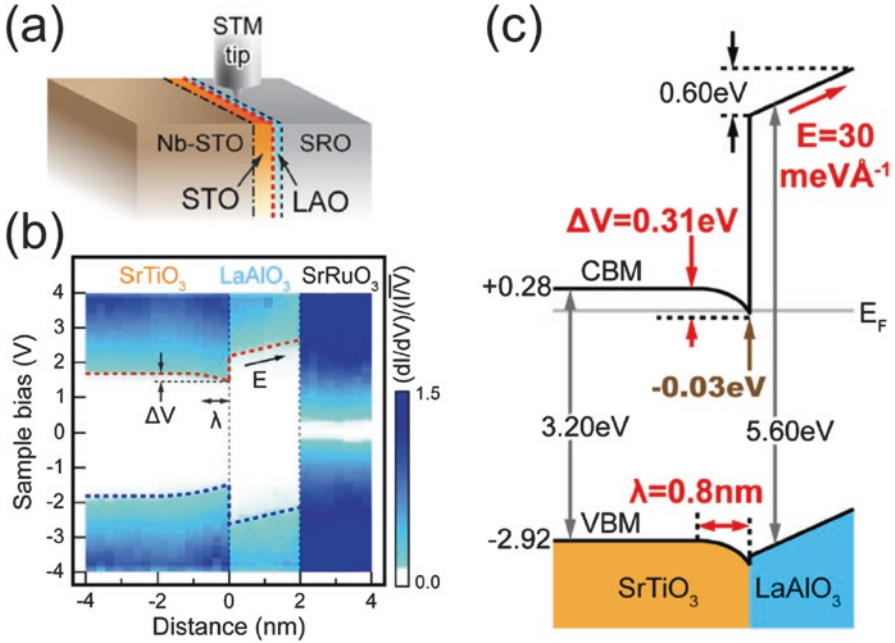 (a)
STM
tip
Nb-STO
SRO
STO
LAO
(b)
SrTiO3 LaAlO3 SrRuO3
Sample bias (V)
4
3
2
1
0
-1
-2
-3
-4
ΔV
λ
E
-4 -2 0 2 4
Distance (nm)
(dI/dV)/(I/V)
1.5
0.0
(c)
0.60eV
E=30
meVÅ-1
ΔV=0.31eV
+0.28
CBM
EF
-0.03eV
3.20eV
5.60eV
λ=0.8nm
-2.92
VBM
SrTiO3
LaAlO3